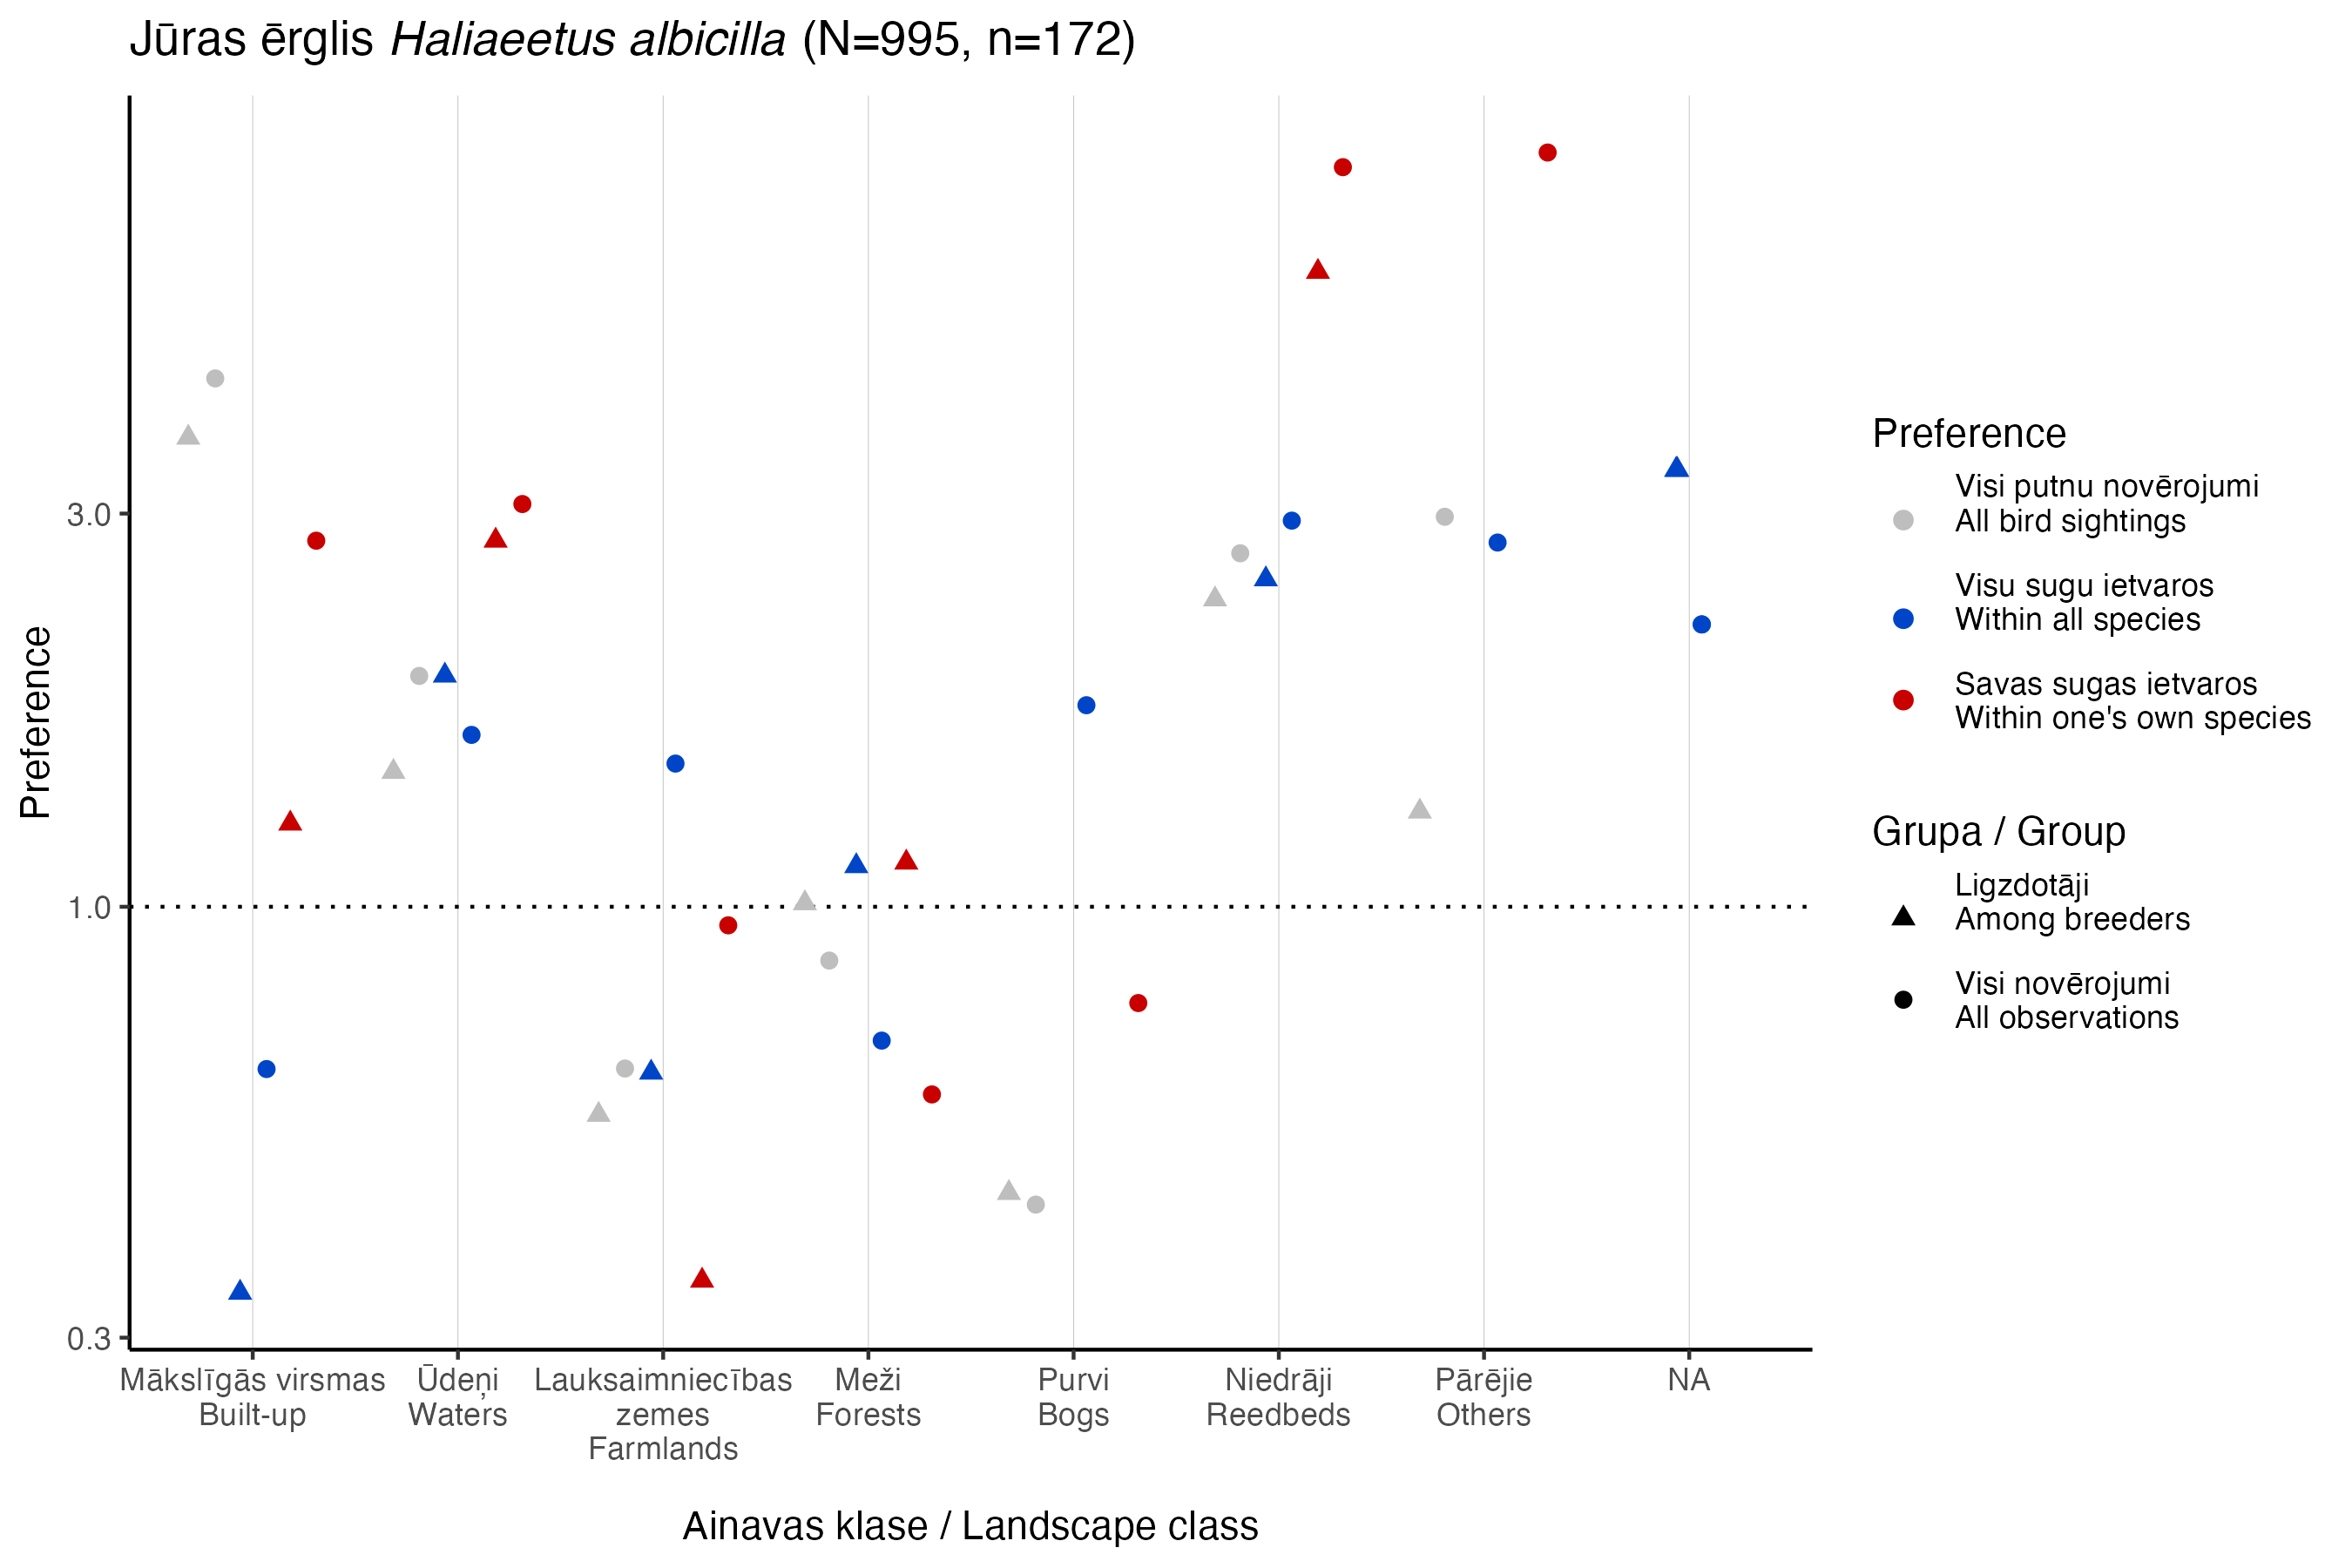 Jūras ērglis Haliaeetus albicilla (N=995, n=172)
Preference
3.0
1.0
0.3
Mākslīgās virsmas
Built-up
Ūdeņi
Waters
Lauksaimniecības
zemes
Farmlands
Meži
Forests
Purvi
Bogs
Niedrāji
Reedbeds
Pārējie
Others
NA
Ainavas klase / Landscape class
Preference
Visi putnu novērojumi
All bird sightings
Visu sugu ietvaros
Within all species
Savas sugas ietvaros
Within one's own species
Grupa / Group
Ligzdotāji
Among breeders
Visi novērojumi
All observations